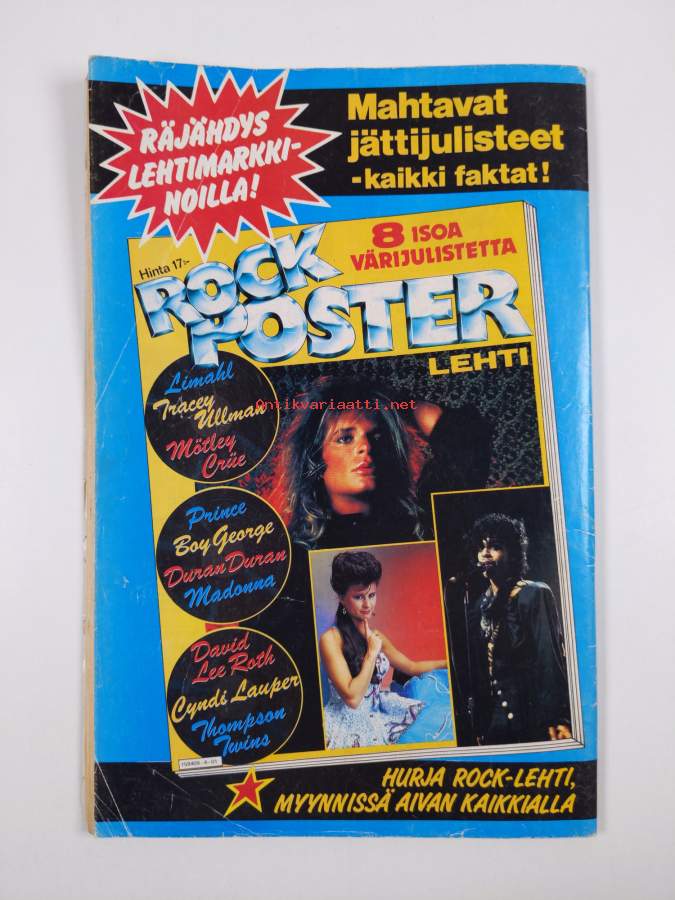 RÄJÄHDYS
LEHTIMARKKI-
NOILLA!
Mahtavat
jättijulisteet
-kaikki faktat!
Hinta 17:-
8 ISOA
VÄRIJULISTETTA
ROCK
POSTER
LEHTI
Limahl
Tracey
Ullman
Mötley
Crüe
Antikvariaatti.net
Prince
Boy George
Duran Duran
Madonna
David
Lee Roth
Cyndi Lauper
Thompson
Twins
HURJA ROCK-LEHTI,
MYYNNISSÄ AIVAN KAIKKIALLA